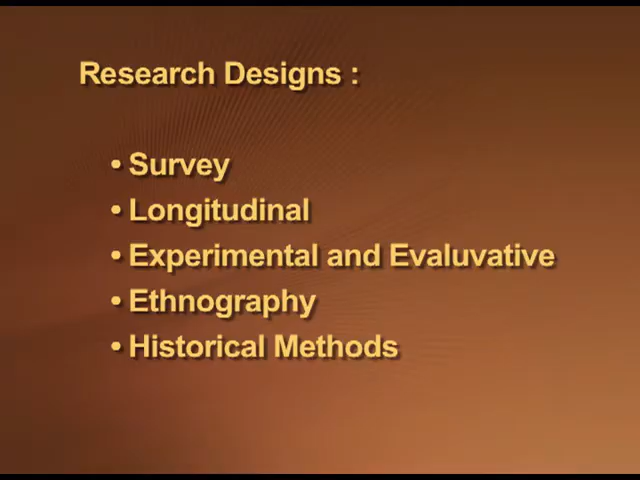 Research Designs :
• Survey
• Longitudinal
• Experimental and Evaluvative
• Ethnography
• Historical Methods